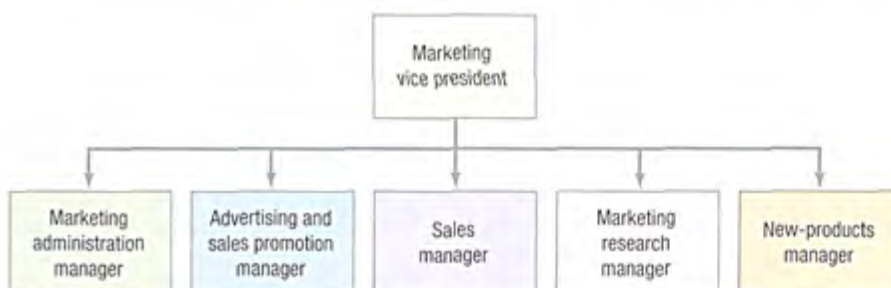 Marketing
vice president
Marketing
administration
manager
Advertising and
sales promotion
manager
Sales
manager
Marketing
research
manager
New-products
manager